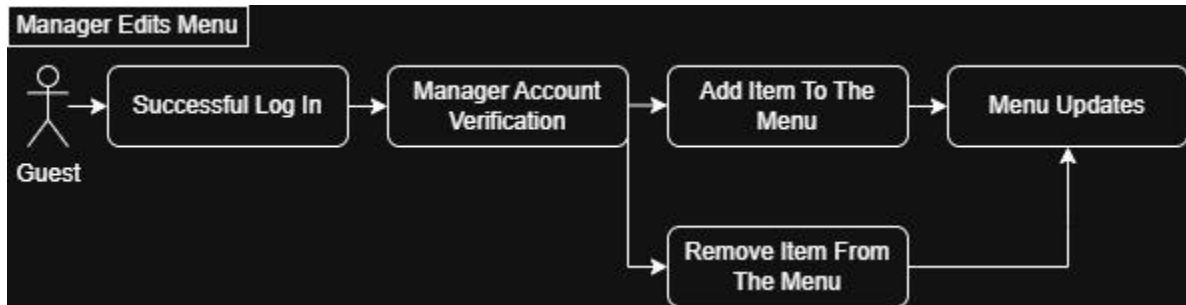 Manager Edits Menu
Guest
Successful Log In
Manager Account
Verification
Add Item To The
Menu
Menu Updates
Remove Item From
The Menu